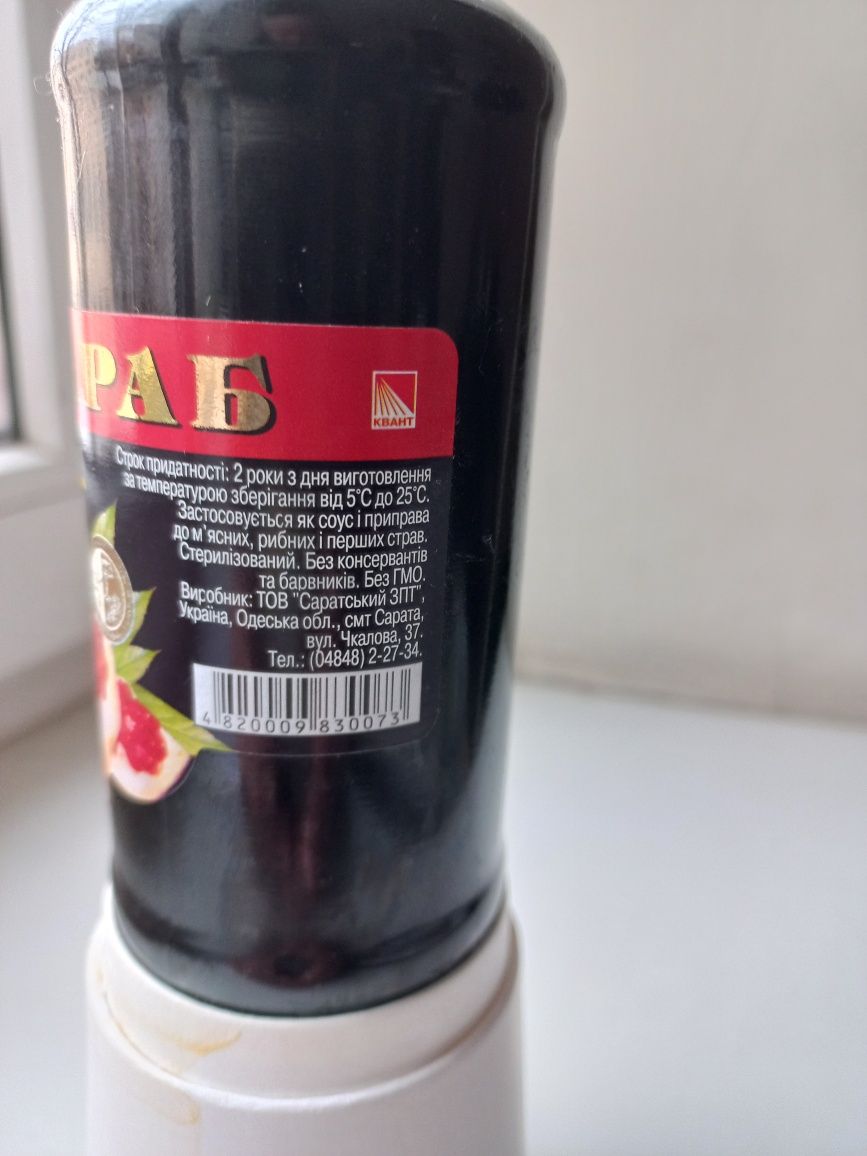 РАБ
КВАНТ
Строк придатності: 2 роки з дня виготовлення
за температурою зберігання від 5°С до 25°С.
Застосовується як соус і приправа
до м'ясних, рибних і перших страв.
Стерилізований. Без консервантів
та барвників. Без ГМО.
Виробник: ТОВ "Саратський ЗПТ",
Україна, Одеська обл., смт Сарата,
вул. Чкалова, 37.
Тел.: (04848) 2-27-34.
4 820009 830073